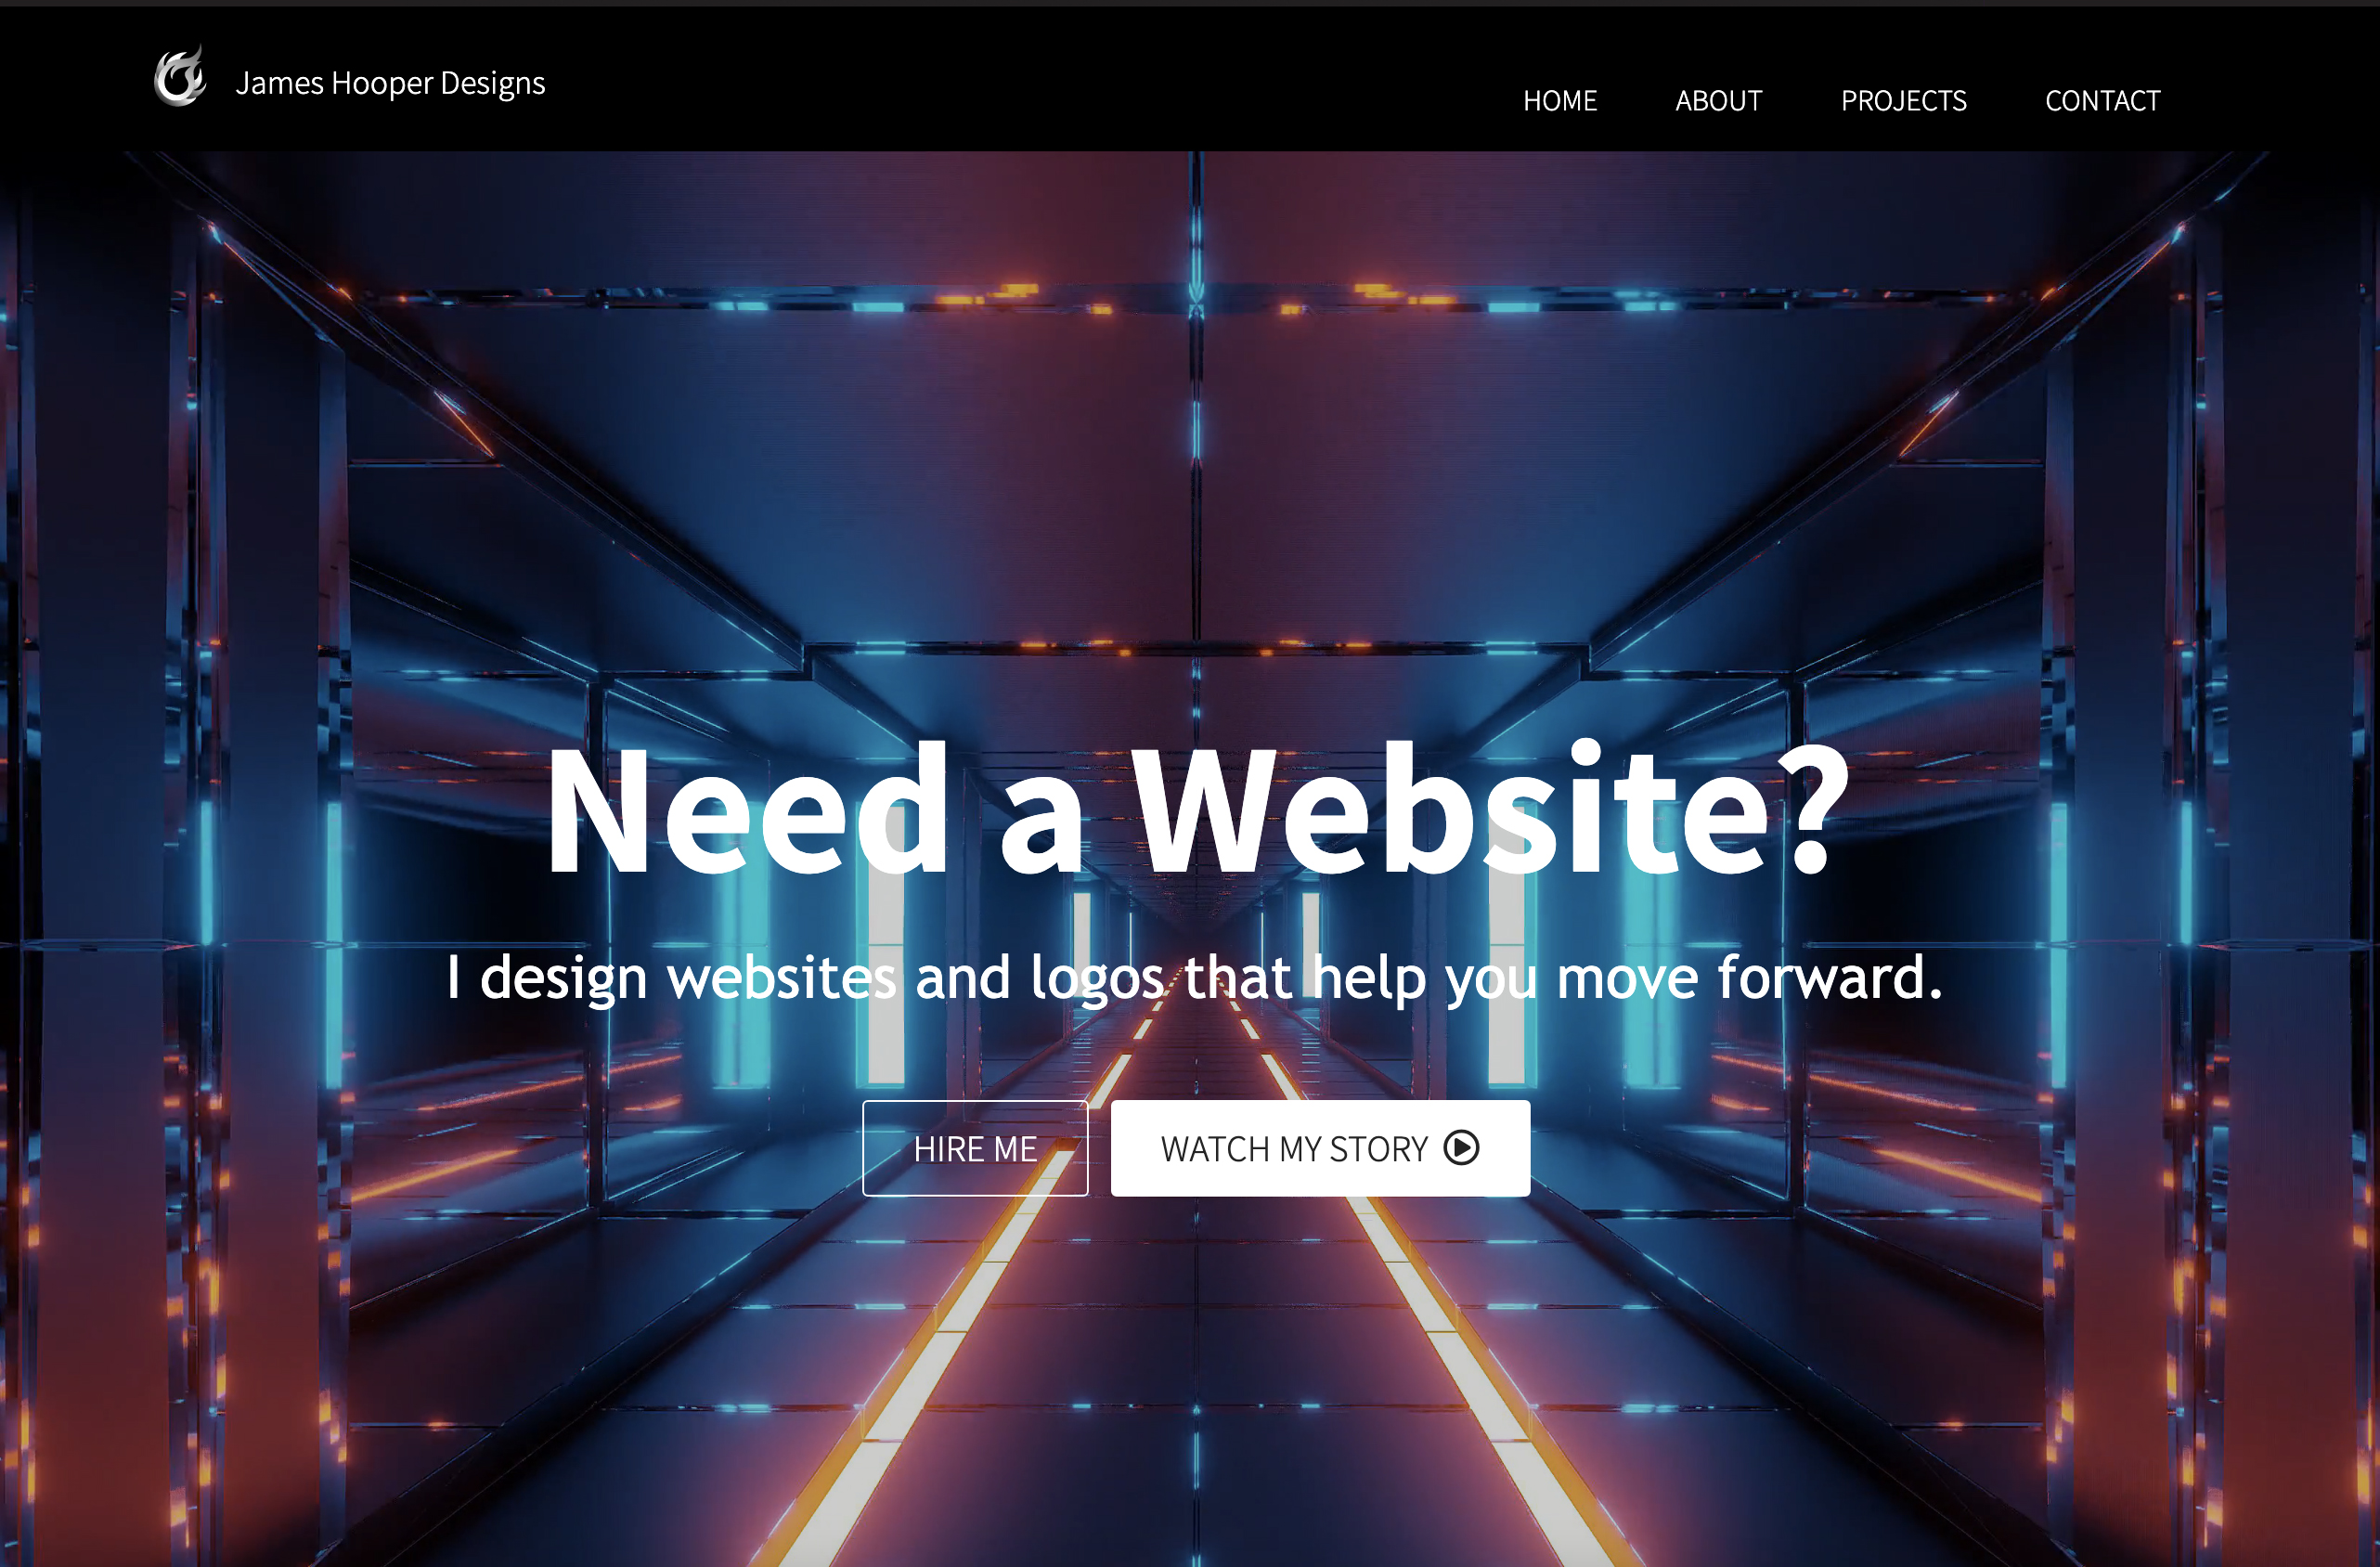 James Hooper Designs
HOME ABOUT PROJECTS CONTACT
Need a Website?
I design websites and logos that help you move forward.
HIRE ME
WATCH MY STORY